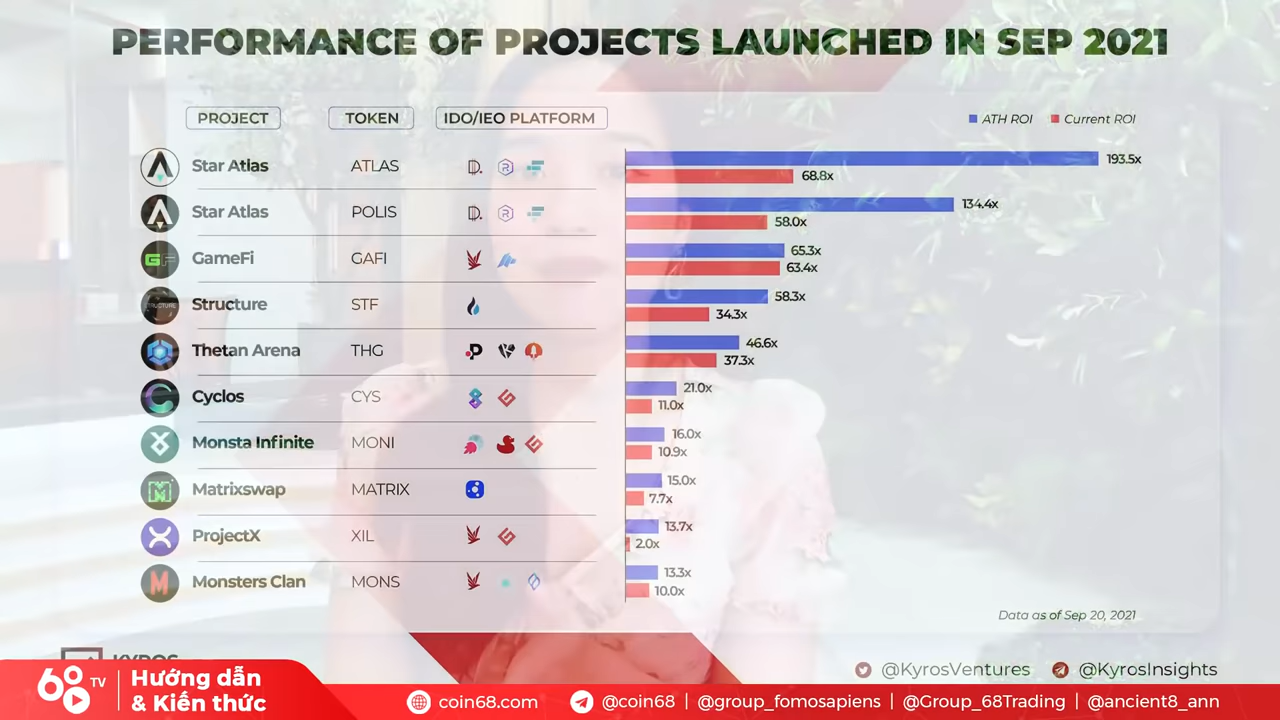 PERFORMANCE OF PROJECTS LAUNCHED IN SEP 2021
PROJECT TOKEN IDO/IEO PLATFORM
ATH ROI Current ROI
Star Atlas ATLAS 193.5x
68.8x
Star Atlas POLIS 134.4x
58.0x
GameFi GAFI 65.3x
63.4x
Structure STF 58.3x
34.3x
Thetan Arena THG 46.6x
37.3x
Cyclos CYS 21.0x
11.0x
Monsta Infinite MONI 16.0x
10.9x
Matrixswap MATRIX 15.0x
7.7x
ProjectX XIL 13.7x
2.0x
Monsters Clan MONS 13.3x
10.0x
Data as of Sep 20, 2021
KYROS
@KyrosVentures @KyrosInsights
68 TV
Hướng dẫn
& Kiến thức
coin68.com @coin68 | @group_fomosapiens | @Group_68Trading | @ancient8_ann